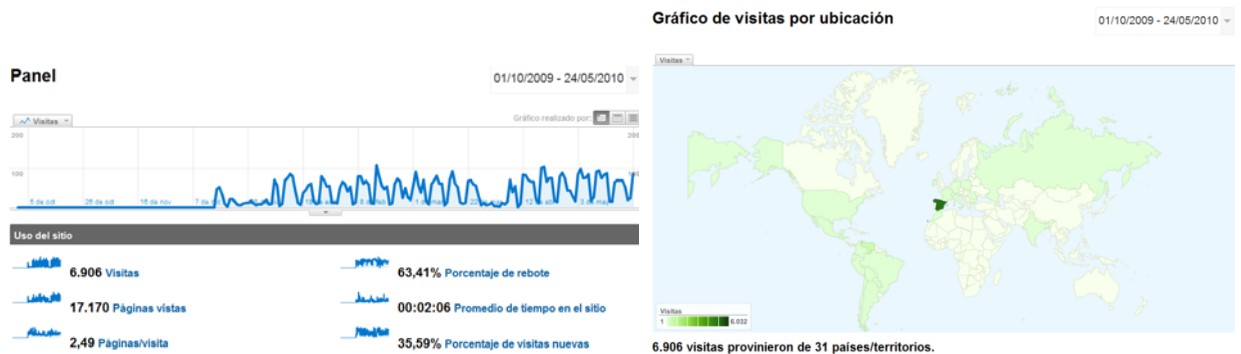 Panel
01/10/2009 - 24/05/2010
Visitas
Gráfico realizado por:
200
200
100
5 de oct
26 de oct
16 de nov
Uso del sitio
6.906 Visitas
63,41% Porcentaje de rebote
17.170 Páginas vistas
00:02:06 Promedio de tiempo en el sitio
2,49 Páginas/visita
35,59% Porcentaje de visitas nuevas
Gráfico de visitas por ubicación
01/10/2009 - 24/05/2010
Visitas
Visitas
1 6.032
6.906 visitas provinieron de 31 países/territorios.